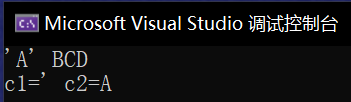 C:\ Microsoft Visual Studio 调试控制台
'A' BCD
c1=' c2=A